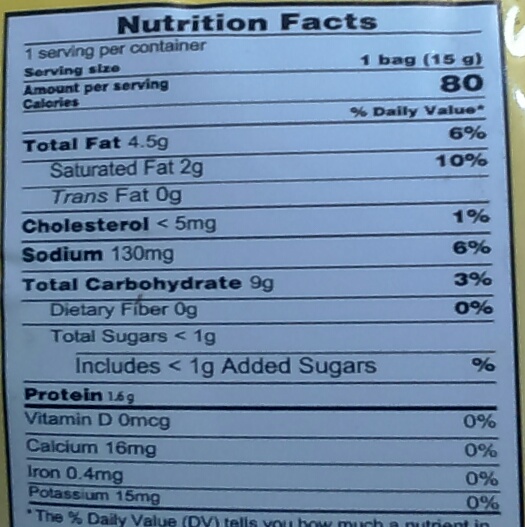 Nutrition Facts
1 serving per container
Serving size 1 bag (15 g)
Amount per serving
Calories 80
% Daily Value*
Total Fat 4.5g 6%
Saturated Fat 2g 10%
Trans Fat 0g
Cholesterol < 5mg 1%
Sodium 130mg 6%
Total Carbohydrate 9g 3%
Dietary Fiber 0g 0%
Total Sugars < 1g
Includes < 1g Added Sugars %
Protein 1.6 g
Vitamin D 0mcg 0%
Calcium 16mg 0%
Iron 0.4mg 0%
Potassium 15mg 0%
*The % Daily Value (DV) tells you how much a nutrient in